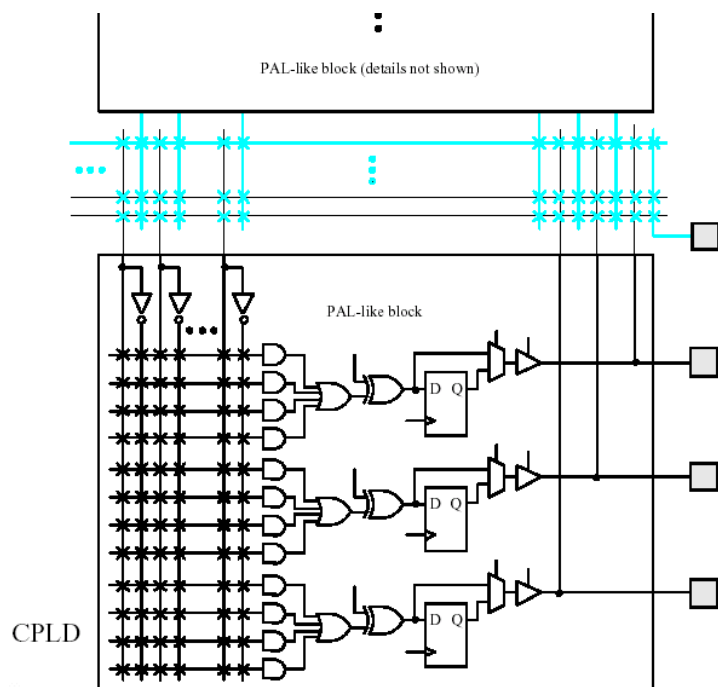 PAL-like block (details not shown)
PAL-like block
D Q
D Q
D Q
CPLD